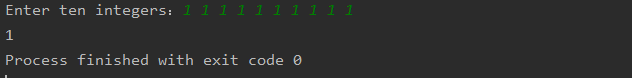 Enter ten integers: 1 1 1 1 1 1 1 1 1 1
1
Process finished with exit code 0